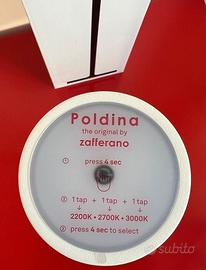 Poldina
the original by
zafferano
① press 4 sec
② 1 tap + 1 tap + 1 tap
↓ ↓ ↓
2200K • 2700K • 3000K
② press 4 sec to select
subito